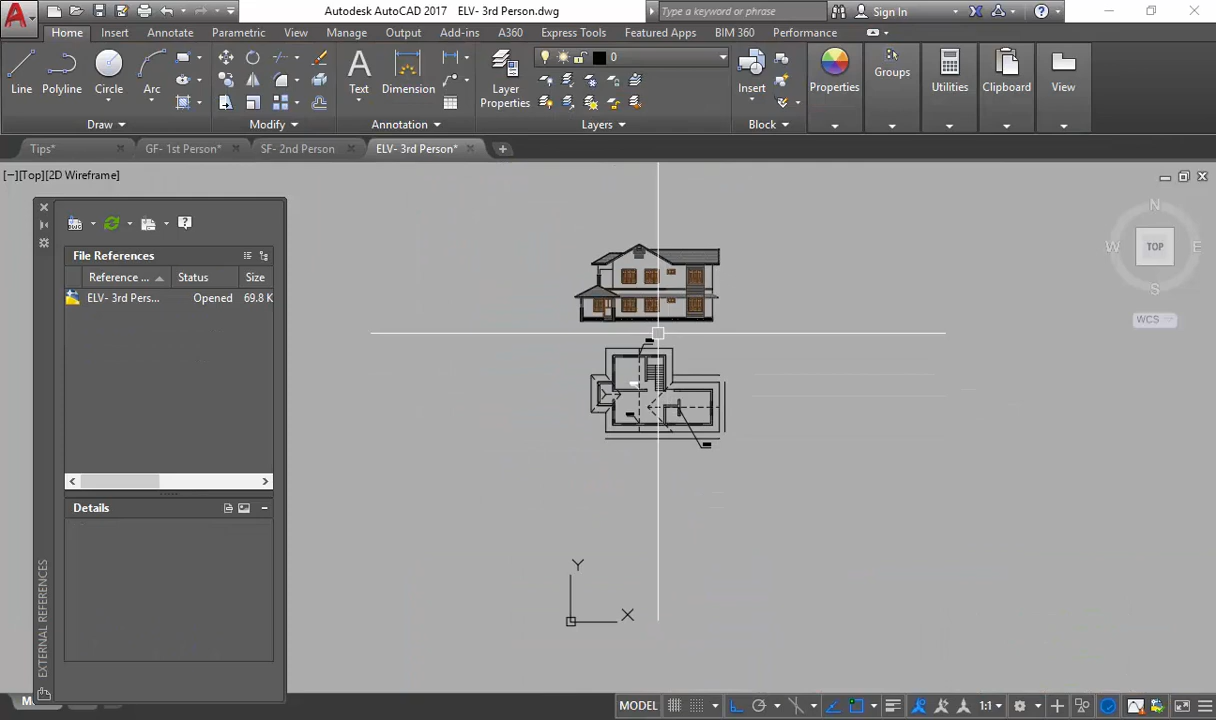 Autodesk AutoCAD 2017 ELV- 3rd Person.dwg
Type a keyword or phrase
Sign In
Home Insert Annotate Parametric View Manage Output Add-ins A360 Express Tools Featured Apps BIM 360 Performance
0
Line Polyline Circle Arc
Text Dimension
Layer Properties
Insert
Properties Groups Utilities Clipboard View
Draw Modify Annotation Layers Block
Tips* GF- 1st Person* SF- 2nd Person ELV- 3rd Person*
[−][Top][2D Wireframe]
N
W TOP E
S
WCS
File References
Reference ... Status Size
ELV- 3rd Pers... Opened 69.8 K
Details
EXTERNAL REFERENCES
Y
X
MODEL 1:1